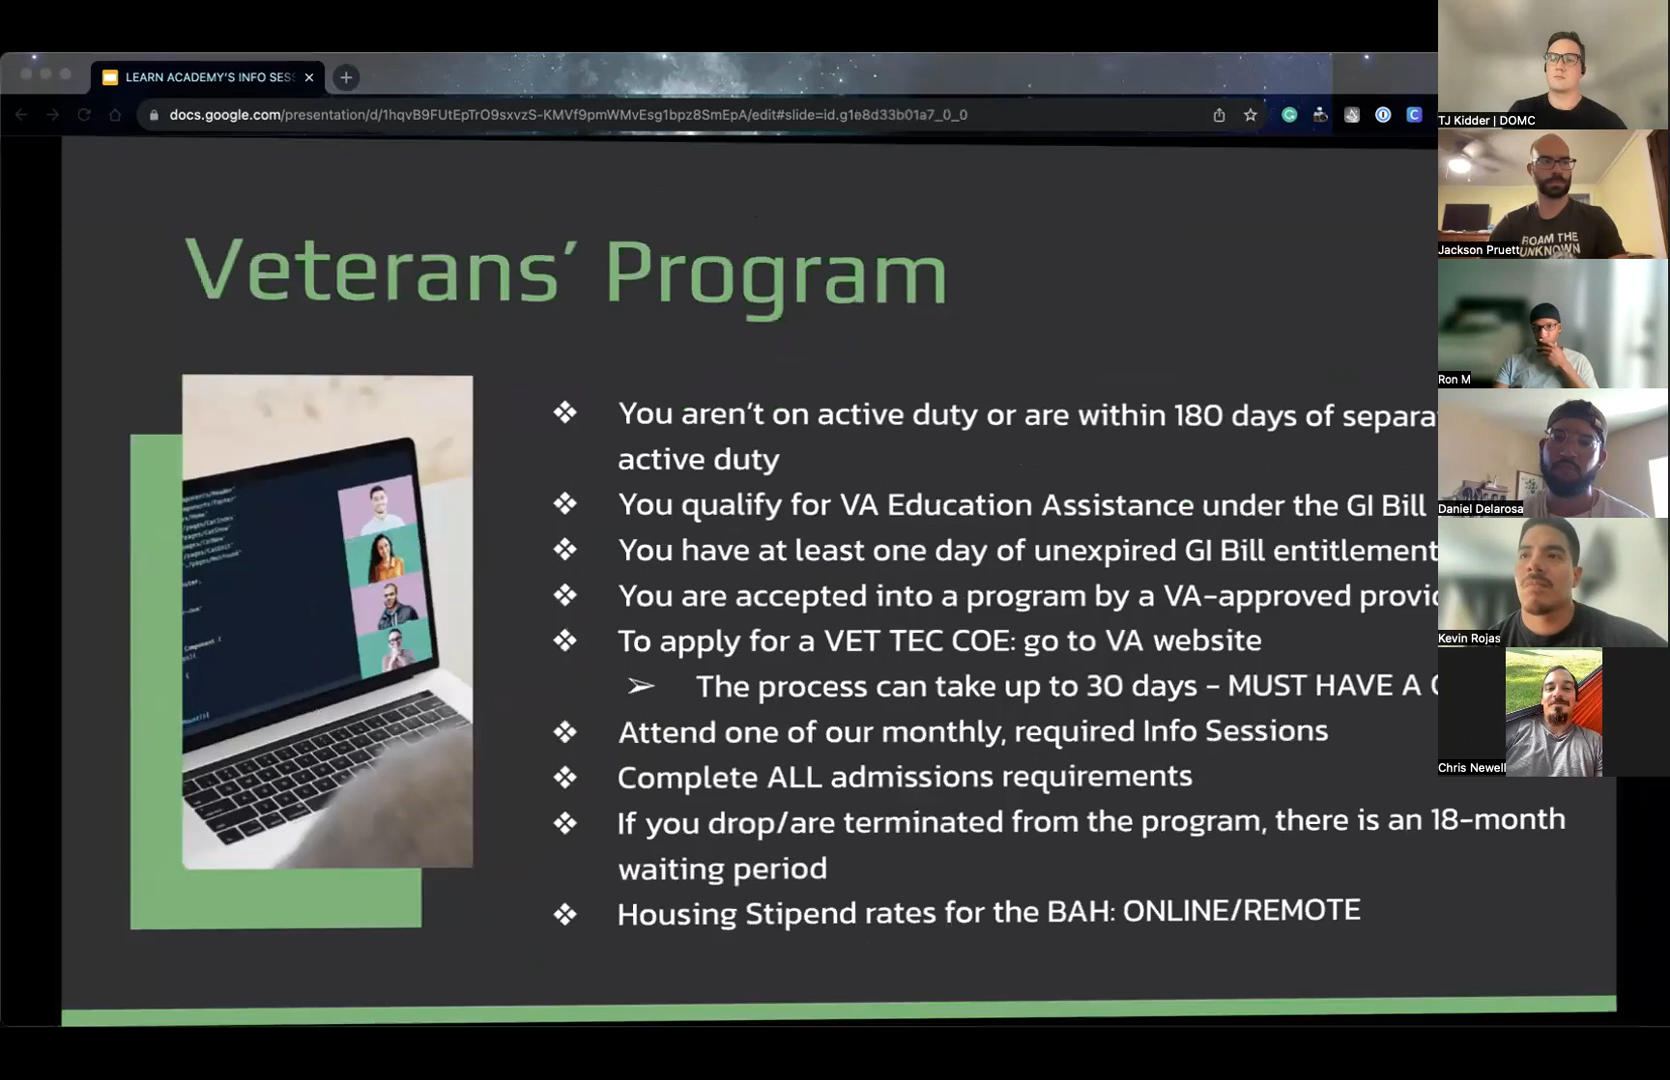 LEARN ACADEMY'S INFO SES
docs.google.com/presentation/d/1hqvB9FUtEpTrO9sxvzS-KMVf9pmWMvEsg1bpz8SmEpA/edit#slide=id.g1e8d33b01a7_0_0
Veterans’ Program
❖ You aren’t on active duty or are within 180 days of separa
active duty
❖ You qualify for VA Education Assistance under the GI Bill
❖ You have at least one day of unexpired GI Bill entitlement
❖ You are accepted into a program by a VA-approved provi
❖ To apply for a VET TEC COE: go to VA website
➢ The process can take up to 30 days - MUST HAVE A
❖ Attend one of our monthly, required Info Sessions
❖ Complete ALL admissions requirements
❖ If you drop/are terminated from the program, there is an 18-month
waiting period
❖ Housing Stipend rates for the BAH: ONLINE/REMOTE
TJ Kidder | DOMC
ROAM THE
UNKNOWN
Jackson Pruett
Ron M
Daniel Delarosa
Kevin Rojas
Chris Newell